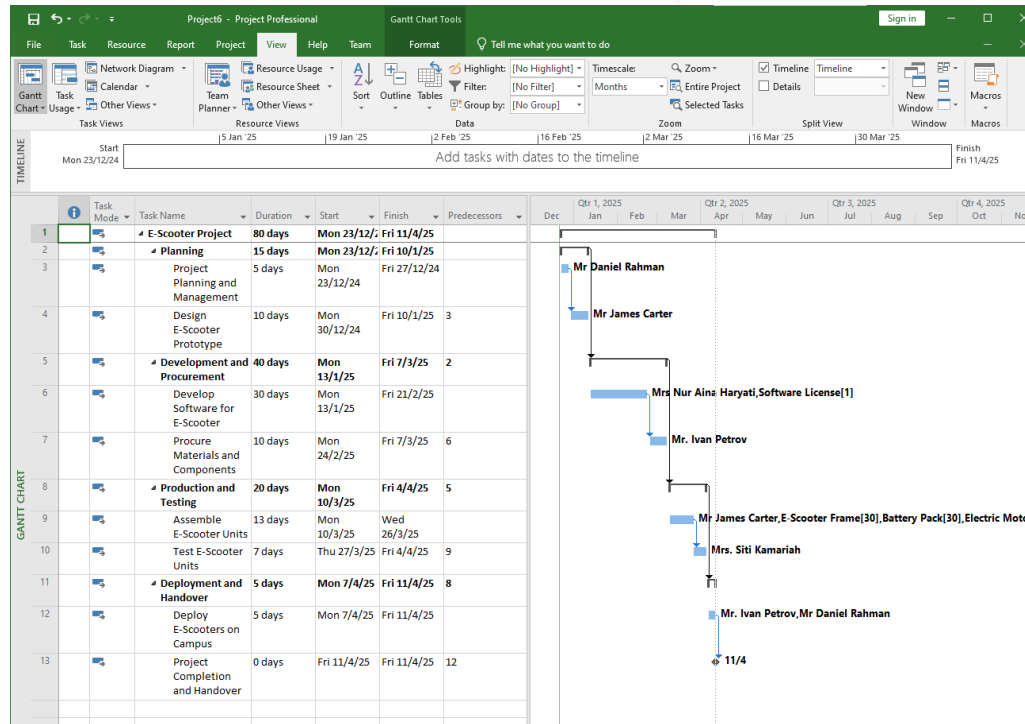 Project6 - Project Professional
Gantt Chart Tools
Sign in
File Task Resource Report Project View Help Team Format Tell me what you want to do
Gantt Chart
Task Usage
Network Diagram
Calendar
Other Views
Task Views
Team Planner
Resource Usage
Resource Sheet
Other Views
Resource Views
Sort
Outline
Tables
Highlight: [No Highlight]
Filter: [No Filter]
Group by: [No Group]
Data
Timescale:
Months
Zoom
Entire Project
Selected Tasks
Zoom
Timeline Timeline
Details
Split View
New Window
Window
Macros
Macros
TIMELINE
5 Jan '25 19 Jan '25 2 Feb '25 16 Feb '25 2 Mar '25 16 Mar '25 30 Mar '25
Start
Mon 23/12/24
Add tasks with dates to the timeline
Finish
Fri 11/4/25
GANTT CHART
Task Mode Task Name Duration Start Finish Predecessors
Qtr 1, 2025 Qtr 2, 2025 Qtr 3, 2025 Qtr 4, 2025
Dec Jan Feb Mar Apr May Jun Jul Aug Sep Oct No
1 E-Scooter Project 80 days Mon 23/12/2 Fri 11/4/25
2 Planning 15 days Mon 23/12/2 Fri 10/1/25
3 Project Planning and Management 5 days Mon 23/12/24 Fri 27/12/24
Mr Daniel Rahman
4 Design E-Scooter Prototype 10 days Mon 30/12/24 Fri 10/1/25 3
Mr James Carter
5 Development and Procurement 40 days Mon 13/1/25 Fri 7/3/25 2
6 Develop Software for E-Scooter 30 days Mon 13/1/25 Fri 21/2/25
Mrs Nur Aina Haryati,Software License[1]
7 Procure Materials and Components 10 days Mon 24/2/25 Fri 7/3/25 6
Mr. Ivan Petrov
8 Production and Testing 20 days Mon 10/3/25 Fri 4/4/25 5
9 Assemble E-Scooter Units 13 days Mon 10/3/25 Wed 26/3/25
Mr James Carter,E-Scooter Frame[30],Battery Pack[30],Electric Moto
10 Test E-Scooter Units 7 days Thu 27/3/25 Fri 4/4/25 9
Mrs. Siti Kamariah
11 Deployment and Handover 5 days Mon 7/4/25 Fri 11/4/25 8
12 Deploy E-Scooters on Campus 5 days Mon 7/4/25 Fri 11/4/25
Mr. Ivan Petrov,Mr Daniel Rahman
13 Project Completion and Handover 0 days Fri 11/4/25 Fri 11/4/25 12
11/4